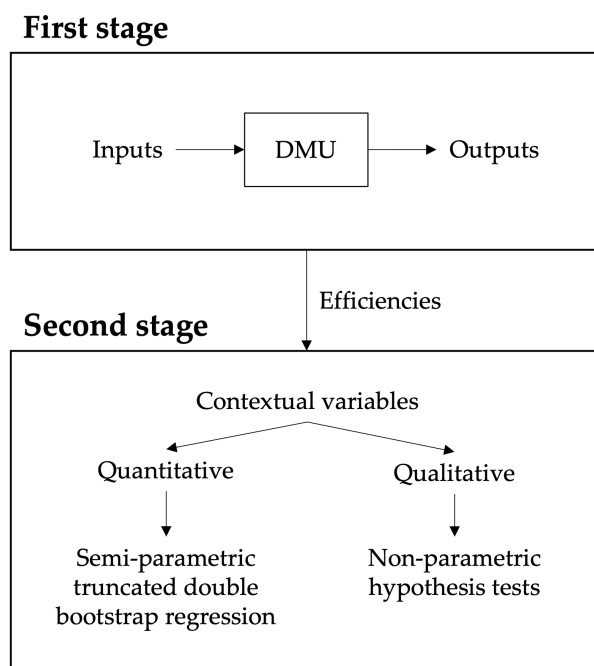 First stage
Inputs
DMU
Outputs
Efficiencies
Second stage
Contextual variables
Quantitative
Qualitative
Semi-parametric
truncated double
bootstrap regression
Non-parametric
hypothesis tests